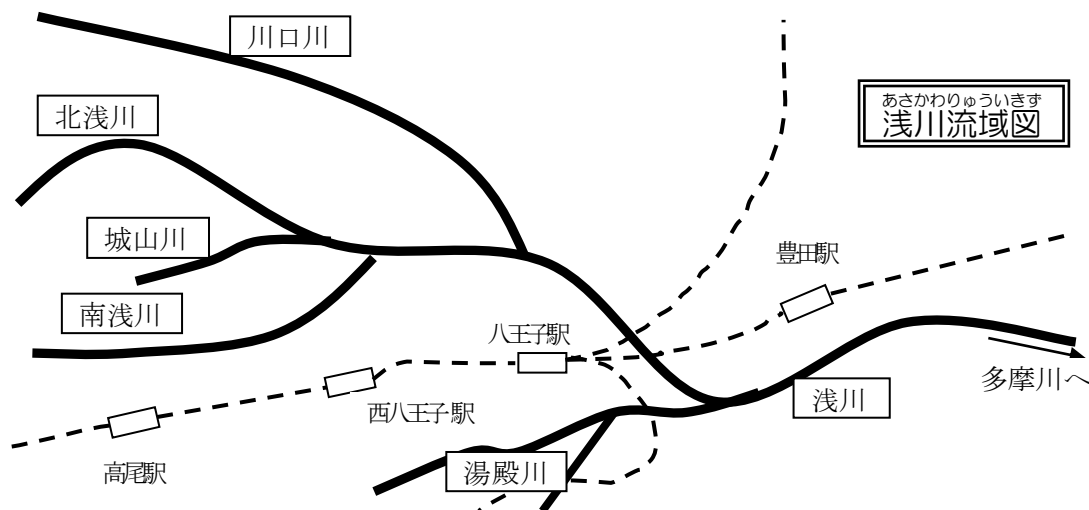 川口川
北浅川
あさかわりゅういきず
浅川流域図
城山川
豊田駅
南浅川
八王子駅
多摩川へ
浅川
西八王子駅
高尾駅
湯殿川